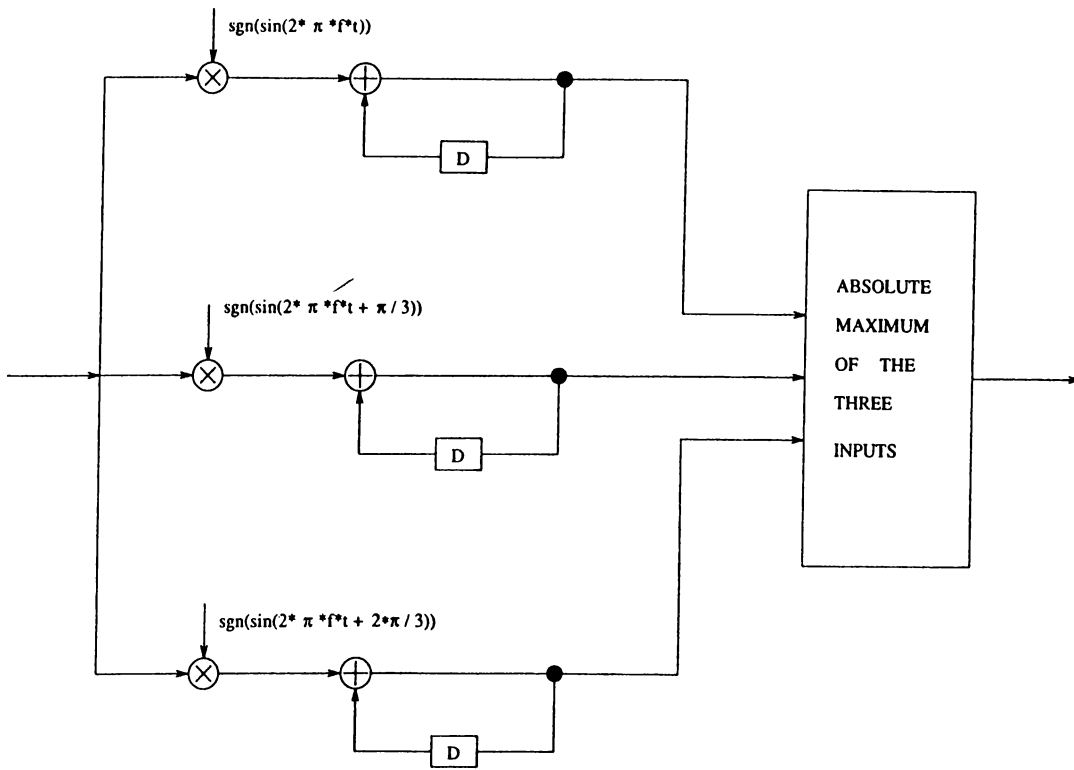 sgn(sin(2* π *f*t))
D
sgn(sin(2* π *f*t + π / 3))
D
ABSOLUTE
MAXIMUM
OF THE
THREE
INPUTS
sgn(sin(2* π *f*t + 2*π / 3))
D